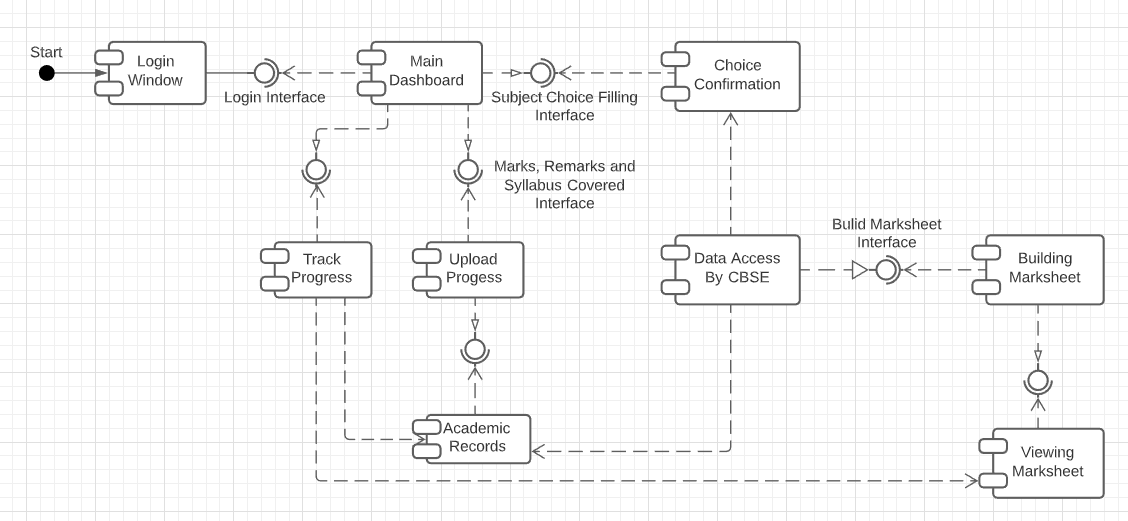 Start
Login
Window
Login Interface
Main
Dashboard
Subject Choice Filling
Interface
Choice
Confirmation
Marks, Remarks and
Syllabus Covered
Interface
Track
Progress
Upload
Progess
Data Access
By CBSE
Bulid Marksheet
Interface
Building
Marksheet
Academic
Records
Viewing
Marksheet